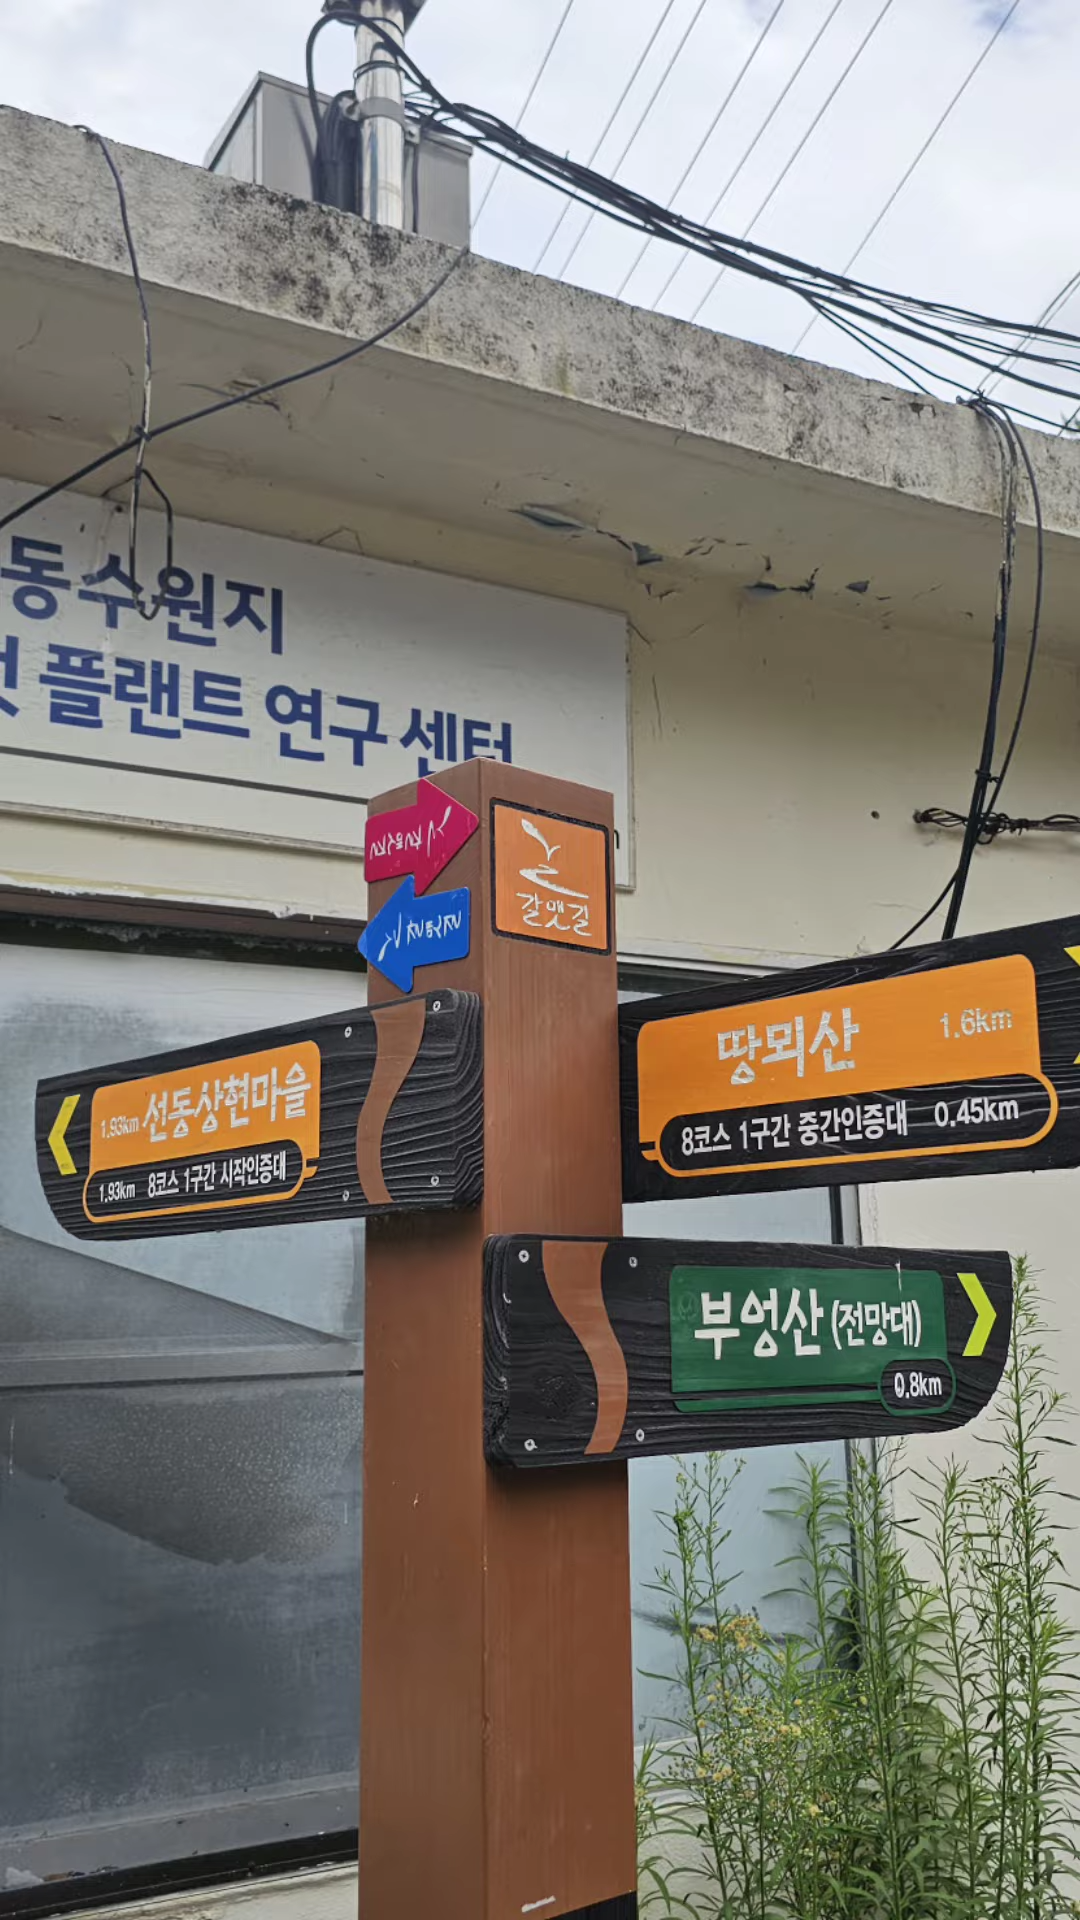 동수원지
플랜트 연구 센터
갈맷길
땅뫼산 1.6km
8코스 1구간 중간인증대 0.45km
1.93km 선동상현마을
1.93km 8코스 1구간 시작인증대
부엉산 (전망대)
0.8km